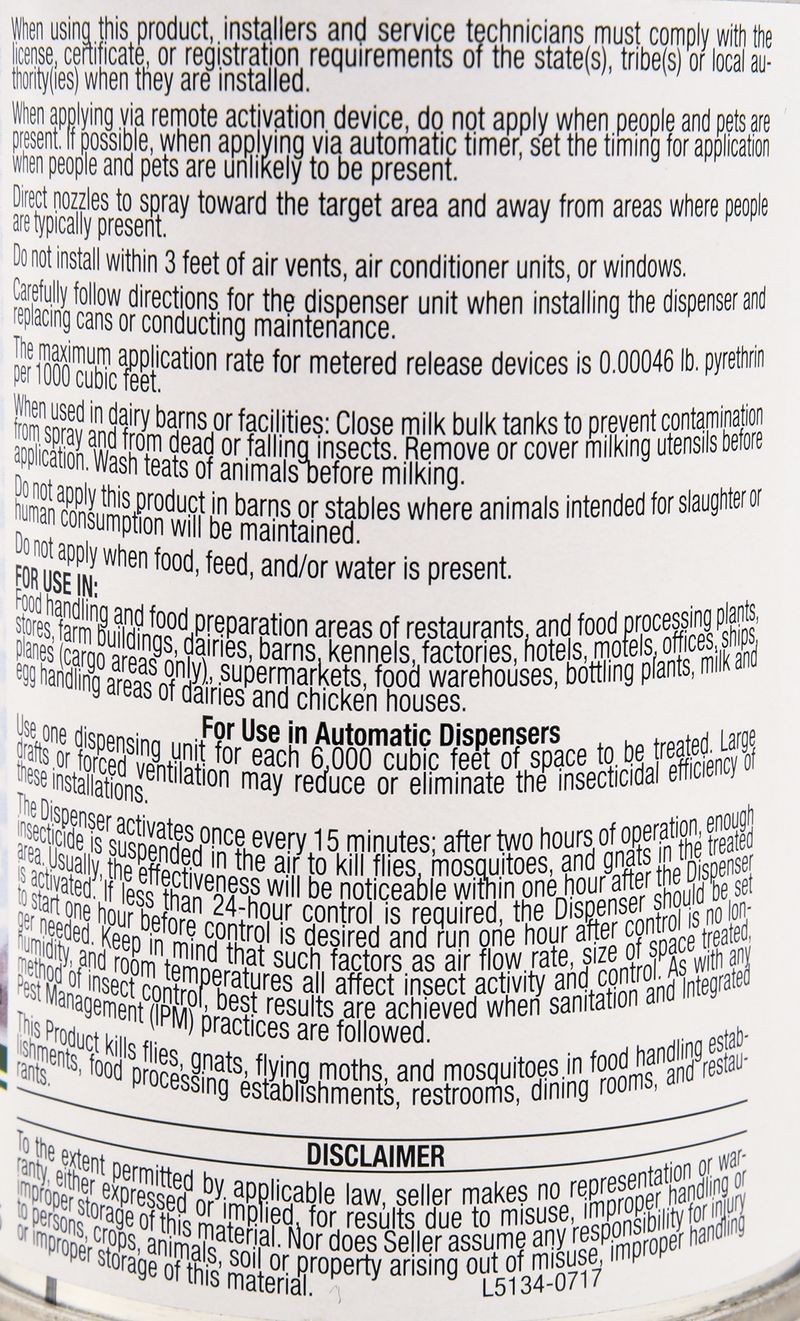 When using this product, installers and service technicians must comply with the
license, certificate, or registration requirements of the state(s), tribe(s) or local au-
thority(ies) when they are installed.
When applying via remote activation device, do not apply when people and pets are
present. If possible, when applying via automatic timer, set the timing for application
when people and pets are unlikely to be present.
Direct nozzles to spray toward the target area and away from areas where people
are typically present.
Do not install within 3 feet of air vents, air conditioner units, or windows.
Carefully follow directions for the dispenser unit when installing the dispenser and
replacing cans or conducting maintenance.
The maximum application rate for metered release devices is 0.00046 lb. pyrethrin
per 1000 cubic feet.
When used in dairy barns or facilities: Close milk bulk tanks to prevent contamination
from spray and from dead or falling insects. Remove or cover milking utensils before
application. Wash teats of animals before milking.
Do not apply this product in barns or stables where animals intended for slaughter or
human consumption will be maintained.
Do not apply when food, feed, and/or water is present.
FOR USE IN:
Food handling and food preparation areas of restaurants, and food processing plants,
stores, farm buildings, dairies, barns, kennels, factories, hotels, motels, offices, ships,
planes (cargo areas only), supermarkets, food warehouses, bottling plants, milk and
egg handling areas of dairies and chicken houses.
For Use in Automatic Dispensers
Use one dispensing unit for each 6,000 cubic feet of space to be treated. Large
drafts or forced ventilation may reduce or eliminate the insecticidal efficiency of
these installations.
The Dispenser activates once every 15 minutes; after two hours of operation, enough
insecticide is suspended in the air to kill flies, mosquitoes, and gnats in the treated
area. Usually, the effectiveness will be noticeable within one hour after the Dispenser
is activated. If less than 24-hour control is required, the Dispenser should be set
to start one hour before control is desired and run one hour after control is no lon-
ger needed. Keep in mind that such factors as air flow rate, size of space treated,
humidity, and room temperatures all affect insect activity and control. As with any
method of insect control, best results are achieved when sanitation and Integrated
Pest Management (IPM) practices are followed.
This Product kills flies, gnats, flying moths, and mosquitoes in food handling estab-
lishments, food processing establishments, restrooms, dining rooms, and restau-
rants.
DISCLAIMER
To the extent permitted by applicable law, seller makes no representation or war-
ranty, either expressed or implied, for results due to misuse, improper handling or
improper storage of this material. Nor does Seller assume any responsibility for injury
to persons, crops, animals, soil or property arising out of misuse, improper handling
or improper storage of this material.
L5134-0717